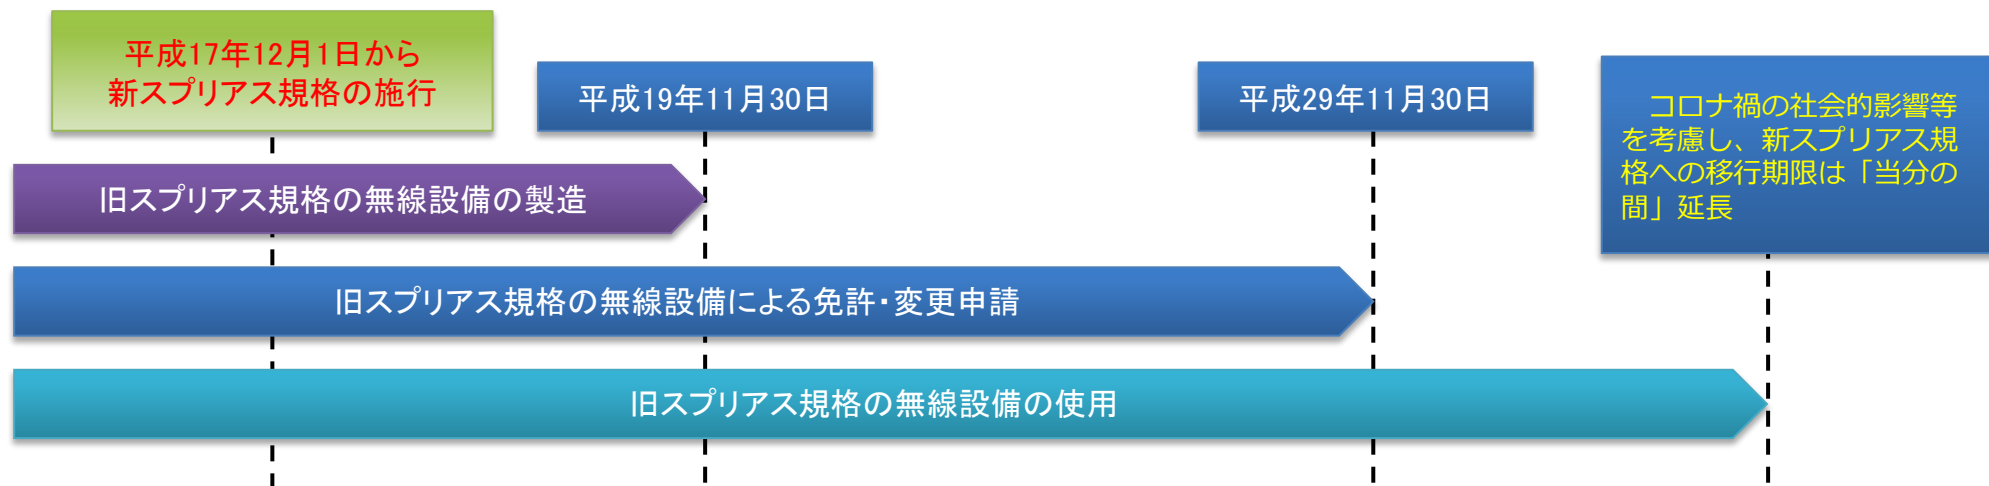 平成17年12月1日から
新スプリアス規格の施行
平成19年11月30日
平成29年11月30日
コロナ禍の社会的影響等
を考慮し、新スプリアス規
格への移行期限は「当分の
間」延長
旧スプリアス規格の無線設備の製造
旧スプリアス規格の無線設備による免許・変更申請
旧スプリアス規格の無線設備の使用